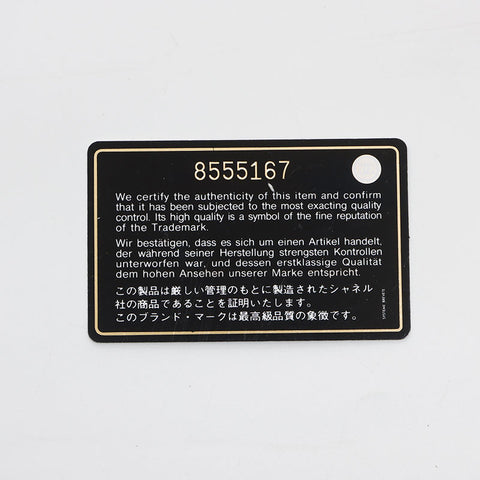 8555167
We certify the authenticity of this item and confirm
that it has been subjected to the most exacting quality
control. Its high quality is a symbol of the fine reputation
of the Trademark.
Wir bestätigen, dass es sich um einen Artikel handelt,
der während seiner Herstellung strengsten Kontrollen
unterworfen war, und dessen erstklassige Qualität
dem hohen Ansehen unserer Marke entspricht.
この製品は厳しい管理のもとに製造されたシャネル
社の商品であることを証明いたします。
このブランド・マークは最高級品質の象徴です。
SYSTEME BREVETE